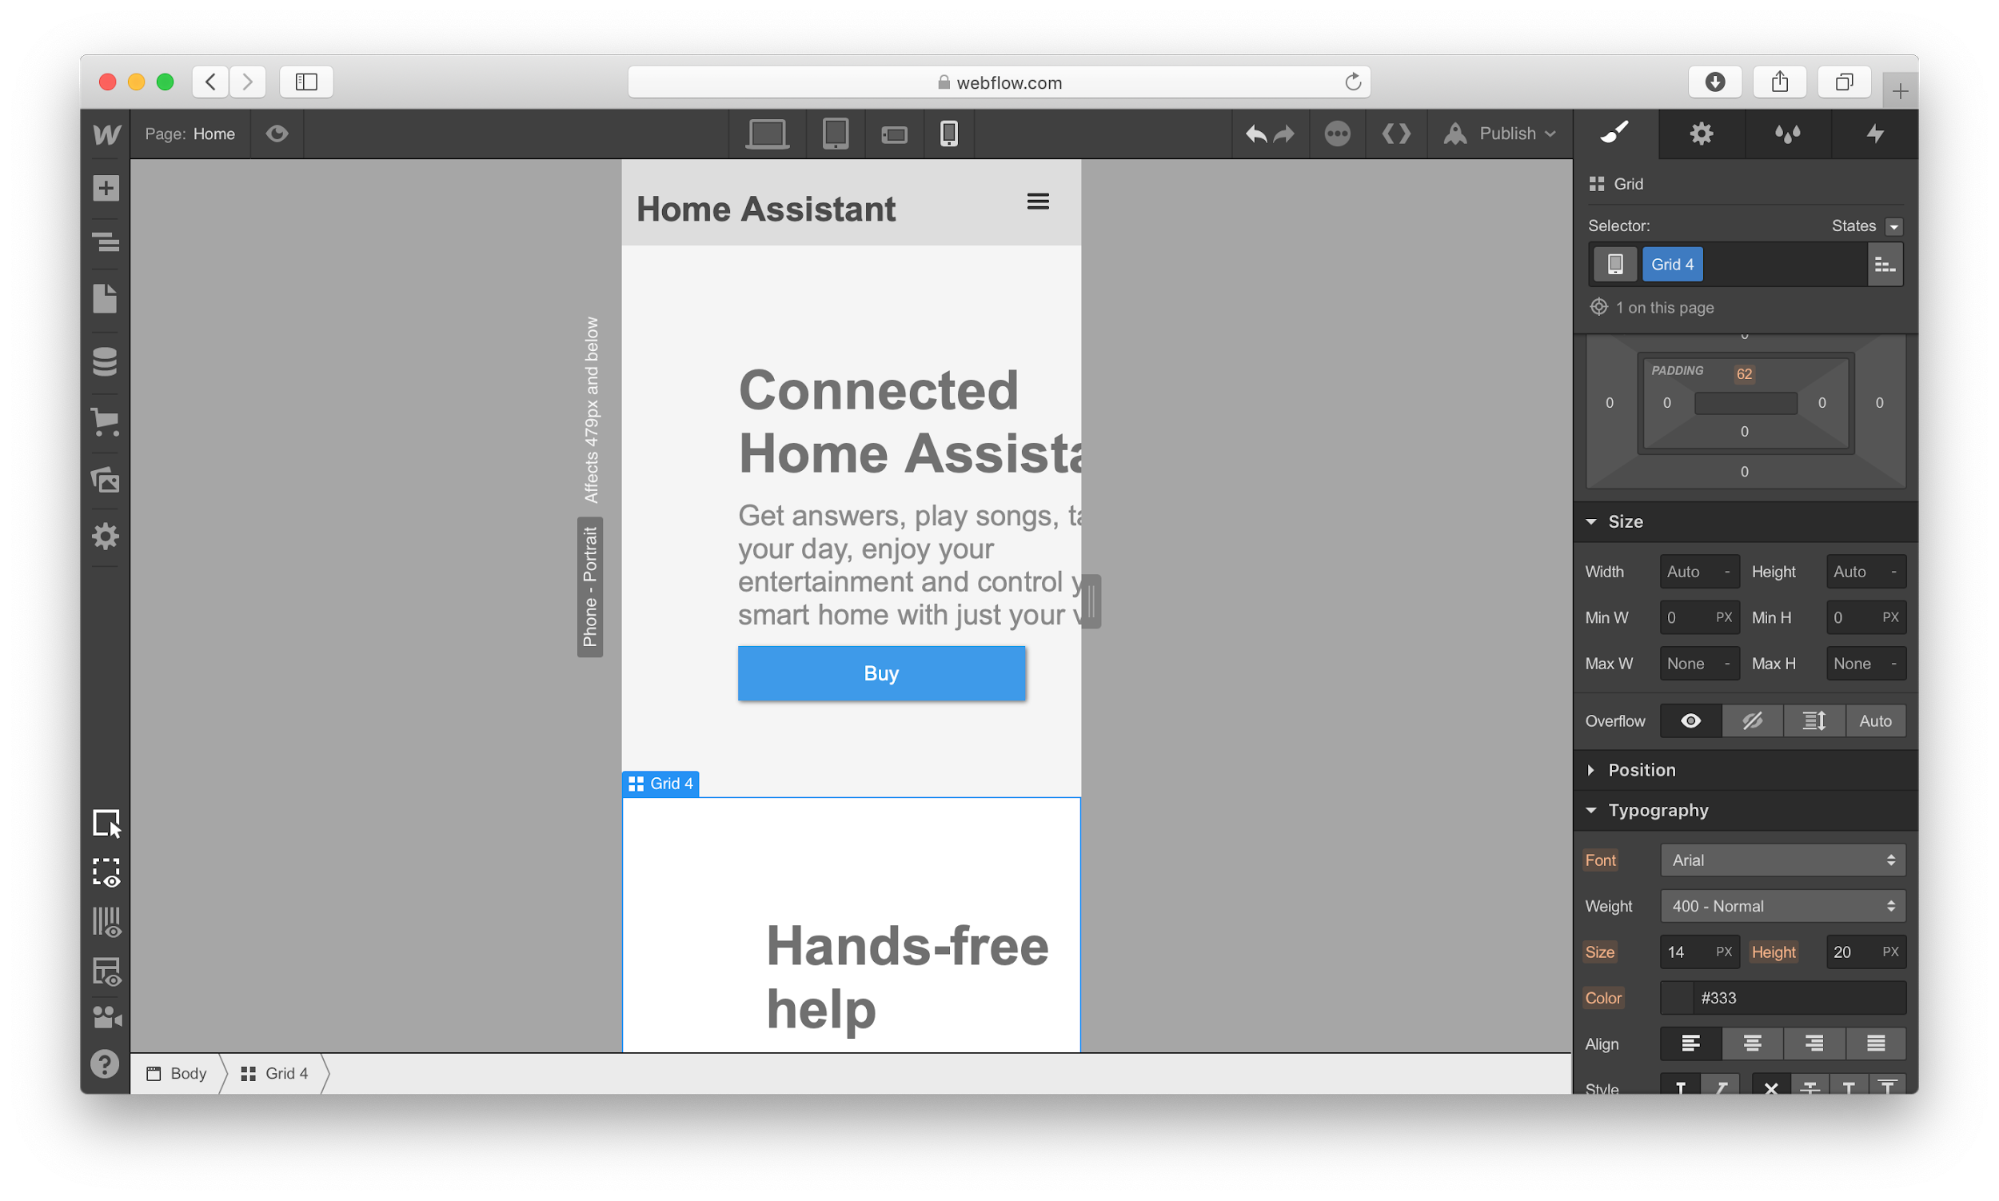 webflow.com
Page: Home
Publish
Home Assistant
Connected
Home Assista
Get answers, play songs, ta
your day, enjoy your
entertainment and control y
smart home with just your v
Buy
Affects 479px and below
Phone - Portrait
Grid 4
Hands-free
help
Body
Grid 4
Grid
Selector:
States
Grid 4
1 on this page
0
PADDING
62
0
0
0
0
0
0
Size
Width
Auto
-
Height
Auto
-
Min W
0
PX
Min H
0
PX
Max W
None
-
Max H
None
-
Overflow
Auto
Position
Typography
Font
Arial
Weight
400 - Normal
Size
14
PX
Height
20
PX
Color
#333
Align
Style